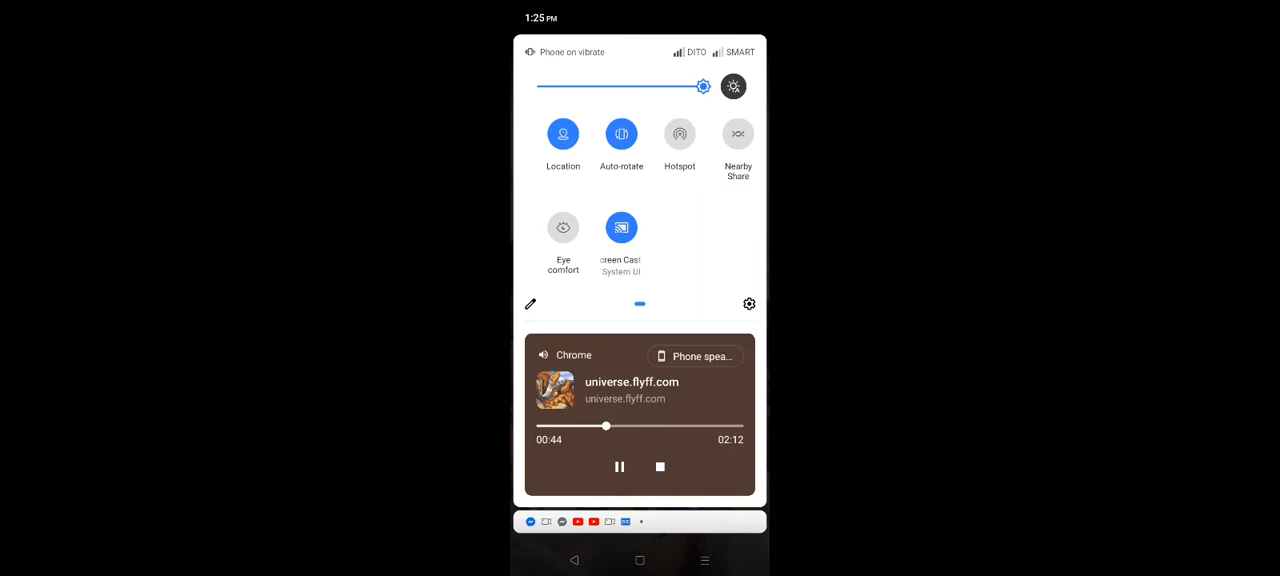 1:25 PM
Phone on vibrate
DITO SMART
Location Auto-rotate Hotspot Nearby Share
Eye comfort
creen Cast
System UI
Chrome
Phone spea...
universe.flyff.com
universe.flyff.com
00:44 02:12